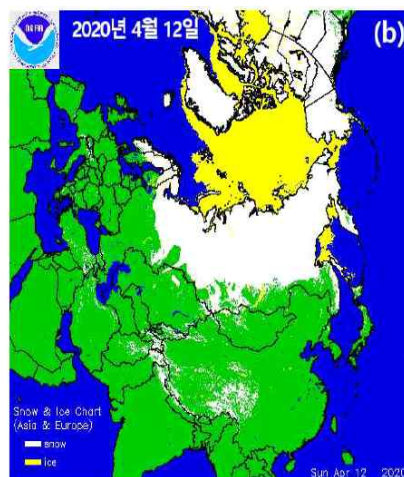 NOAA
2020년 4월 12일
(b)
Snow & Ice Chart
(Asia & Europe)
snow
ice
Sun Apr 12 2020